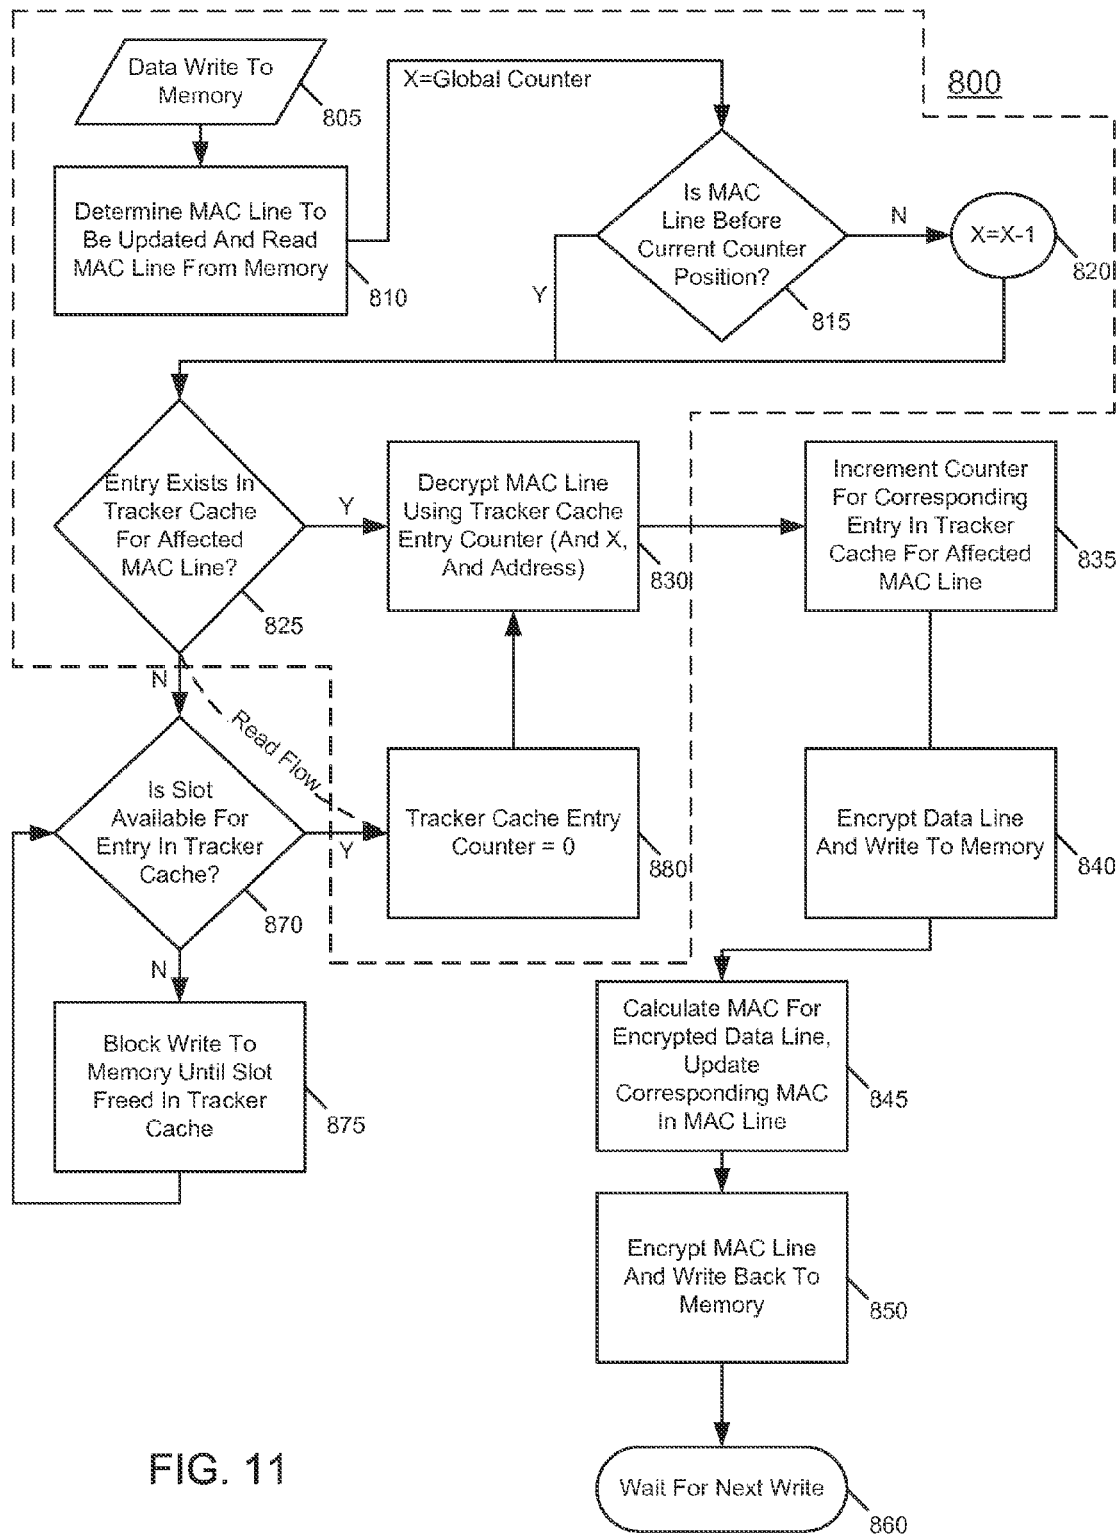 800
Data Write To
Memory
805
X=Global Counter
Determine MAC Line To
Be Updated And Read
MAC Line From Memory
810
Is MAC
Line Before
Current Counter
Position?
815
N
Y
X=X-1
820
Entry Exists In
Tracker Cache
For Affected
MAC Line?
825
Y
N
Decrypt MAC Line
Using Tracker Cache
Entry Counter (And X,
And Address)
830
Increment Counter
For Corresponding
Entry In Tracker
Cache For Affected
MAC Line
835
Read Flow
Is Slot
Available For
Entry In Tracker
Cache?
870
Y
N
Tracker Cache Entry
Counter = 0
880
Encrypt Data Line
And Write To Memory
840
Block Write To
Memory Until Slot
Freed In Tracker
Cache
875
Calculate MAC For
Encrypted Data Line,
Update
Corresponding MAC
In MAC Line
845
Encrypt MAC Line
And Write Back To
Memory
850
Wait For Next Write
860
FIG. 11